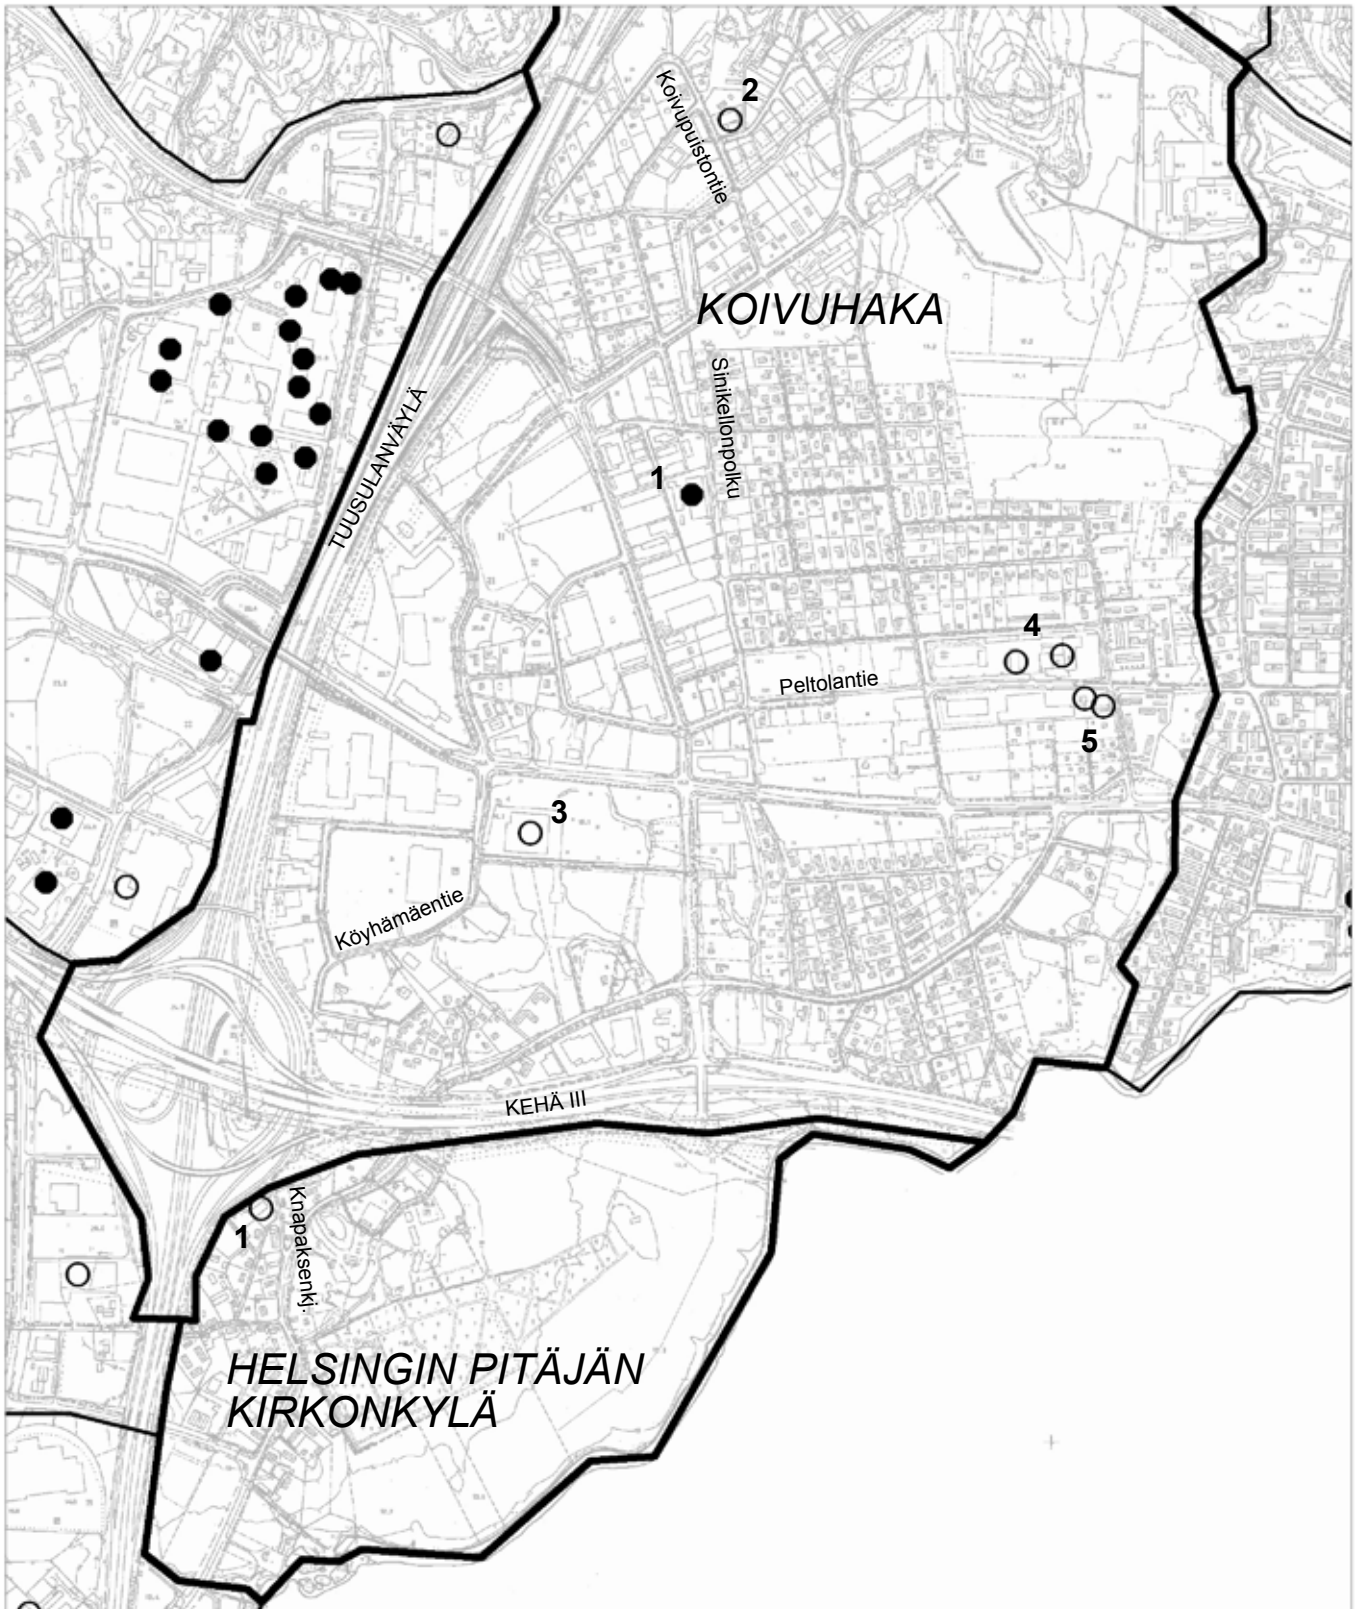 Koivupuistontie
2
KOIVUHAKA
Sinikellonpolku
TUUSULANVÄYLÄ
1
4
Peltolantie
5
3
Köyhämäentie
KEHÄ III
Knapaksenkj.
1
HELSINGIN PITÄJÄN
KIRKONKYLÄ